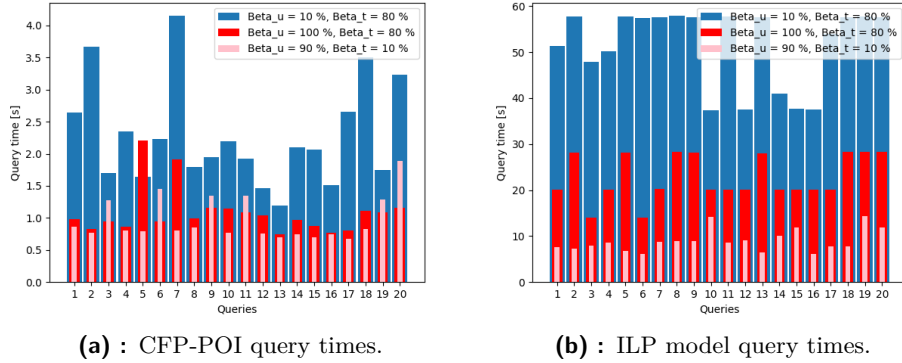 Beta_u = 10 %, Beta_t = 80 %
Beta_u = 100 %, Beta_t = 80 %
Beta_u = 90 %, Beta_t = 10 %
Query time [s]
4.0
3.5
3.0
2.5
2.0
1.5
1.0
0.5
0.0
1 2 3 4 5 6 7 8 9 10 11 12 13 14 15 16 17 18 19 20
Queries
(a) : CFP-POI query times.
Beta_u = 10 %, Beta_t = 80 %
Beta_u = 100 %, Beta_t = 80 %
Beta_u = 90 %, Beta_t = 10 %
Query time [s]
60
50
40
30
20
10
0
1 2 3 4 5 6 7 8 9 10 11 12 13 14 15 16 17 18 19 20
Queries
(b) : ILP model query times.